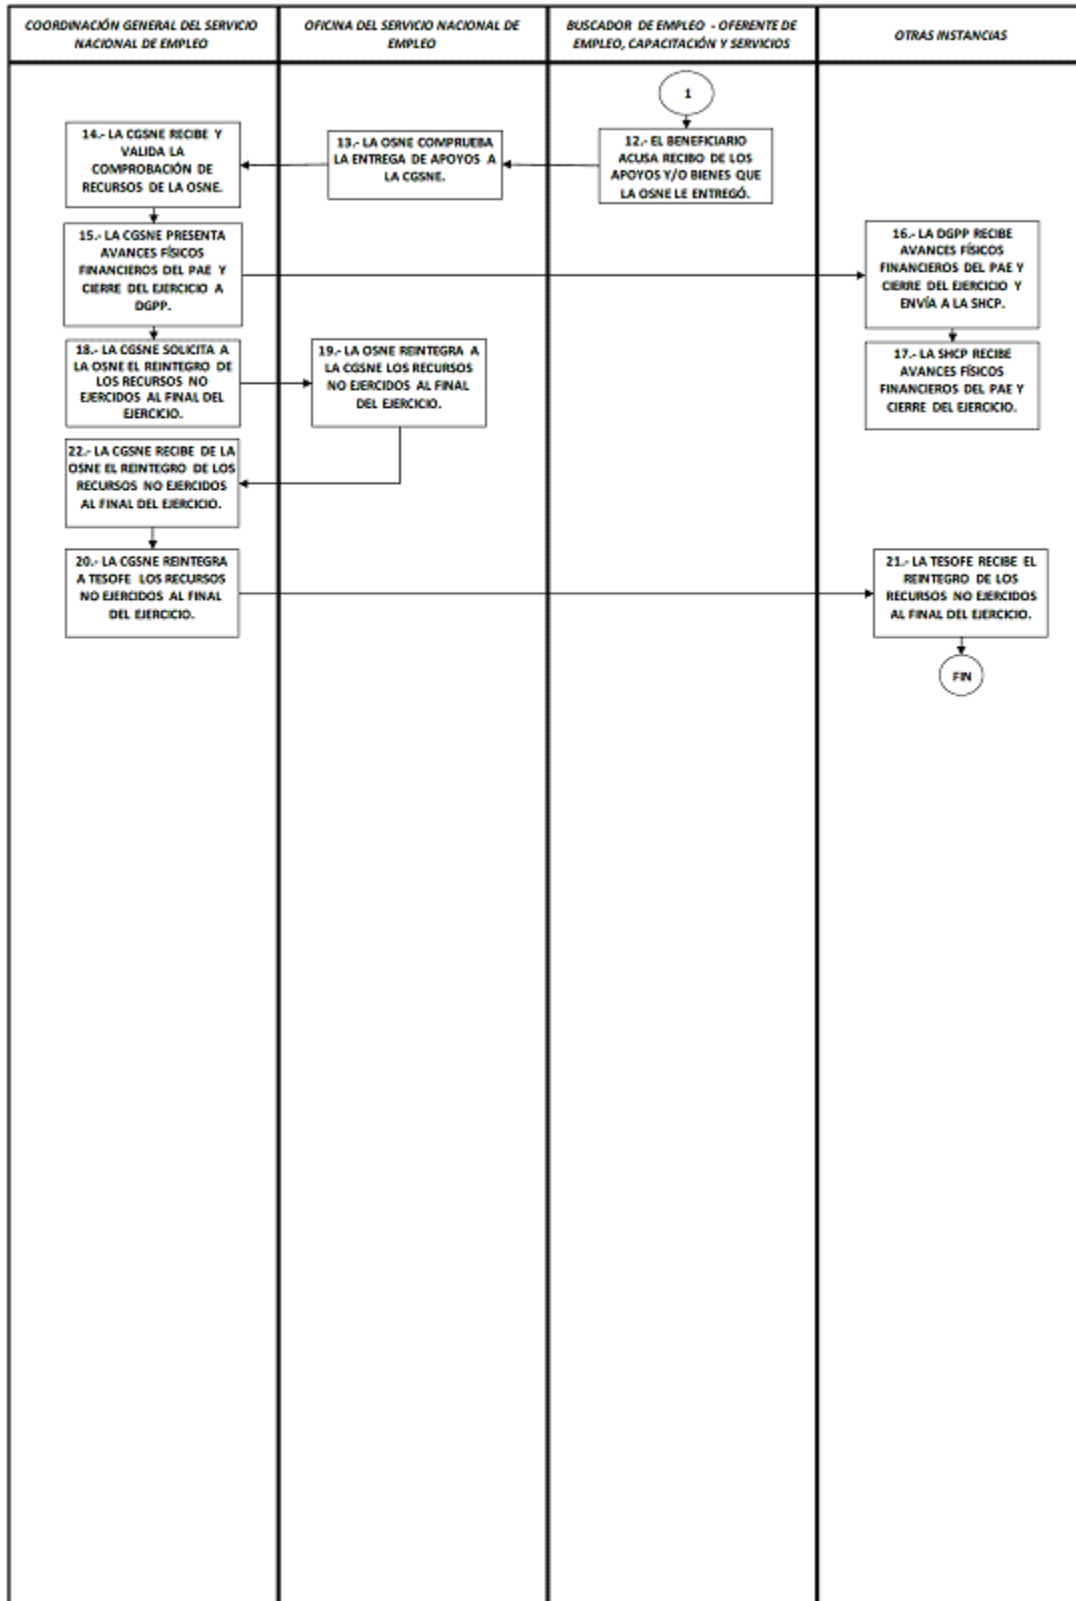 COORDINACIÓN GENERAL DEL SERVICIO
NACIONAL DE EMPLEO
OFICINA DEL SERVICIO NACIONAL DE
EMPLEO
BUSCADOR DE EMPLEO - OFERENTE DE
EMPLEO, CAPACITACIÓN Y SERVICIOS
OTRAS INSTANCIAS
1
12.- EL BENEFICIARIO
ACUSA RECIBO DE LOS
APOYOS Y/O BIENES QUE
LA OSNE LE ENTREGÓ.
13.- LA OSNE COMPRUEBA
LA ENTREGA DE APOYOS A
LA CGSNE.
14.- LA CGSNE RECIBE Y
VALIDA LA
COMPROBACIÓN DE
RECURSOS DE LA OSNE.
15.- LA CGSNE PRESENTA
AVANCES FÍSICOS
FINANCIEROS DEL PAE Y
CIERRE DEL EJERCICIO A
DGPP.
16.- LA DGPP RECIBE
AVANCES FÍSICOS
FINANCIEROS DEL PAE Y
CIERRE DEL EJERCICIO Y
ENVÍA A LA SHCP.
17.- LA SHCP RECIBE
AVANCES FÍSICOS
FINANCIEROS DEL PAE Y
CIERRE DEL EJERCICIO.
18.- LA CGSNE SOLICITA A
LA OSNE EL REINTEGRO DE
LOS RECURSOS NO
EJERCIDOS AL FINAL DEL
EJERCICIO.
19.- LA OSNE REINTEGRA A
LA CGSNE LOS RECURSOS
NO EJERCIDOS AL FINAL
DEL EJERCICIO.
22.- LA CGSNE RECIBE DE LA
OSNE EL REINTEGRO DE LOS
RECURSOS NO EJERCIDOS
AL FINAL DEL EJERCICIO.
20.- LA CGSNE REINTEGRA
A TESOFE LOS RECURSOS
NO EJERCIDOS AL FINAL
DEL EJERCICIO.
21.- LA TESOFE RECIBE EL
REINTEGRO DE LOS
RECURSOS NO EJERCIDOS
AL FINAL DEL EJERCICIO.
FIN